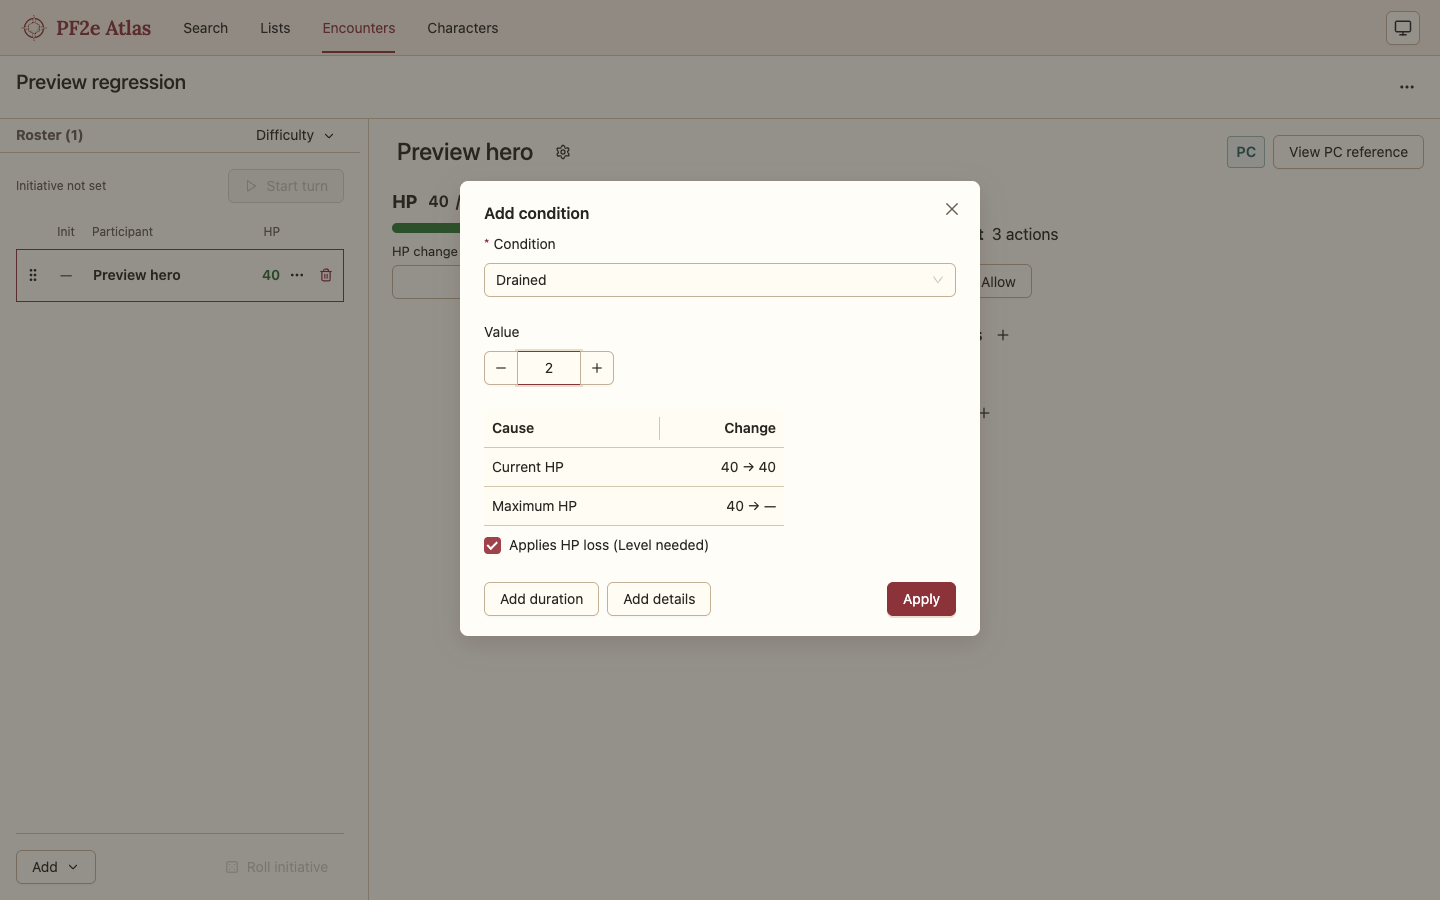 PF2e Atlas
Search
Lists
Encounters
Characters
Preview regression
Roster (1)
Difficulty
Initiative not set
Start turn
Init
Participant
HP
—
Preview hero
40
Add
Roll initiative
Preview hero
PC
View PC reference
HP 40 /
HP change
3 actions
Allow
Add condition
* Condition
Drained
Value
2
Cause
Change
Current HP
40 → 40
Maximum HP
40 → —
Applies HP loss (Level needed)
Add duration
Add details
Apply